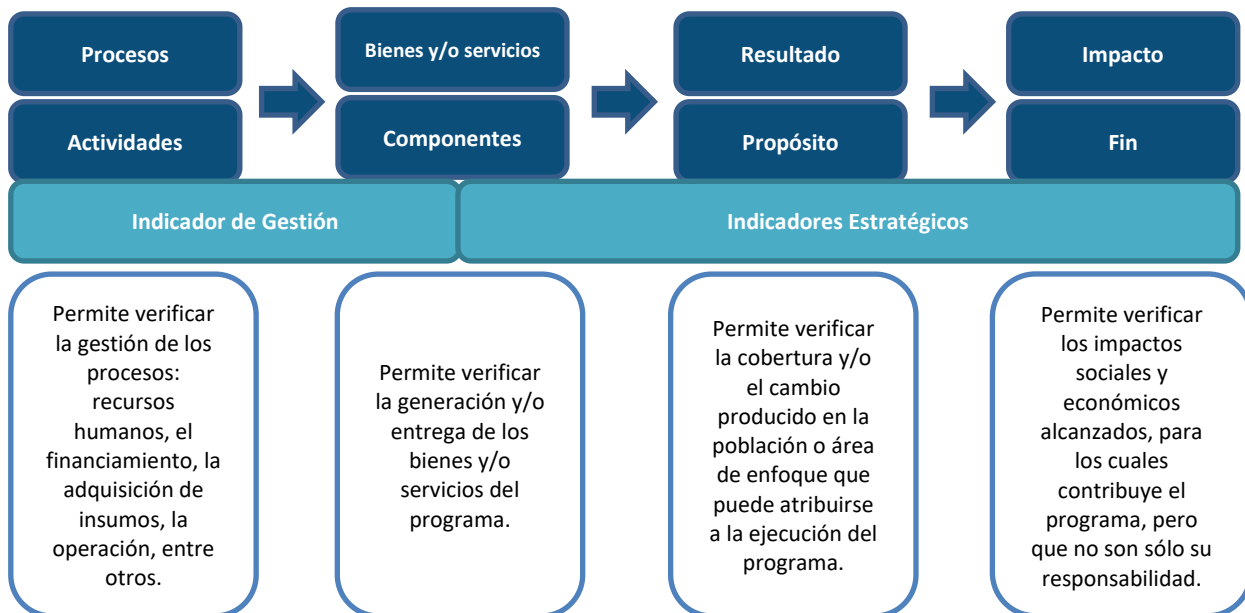 Procesos
Actividades
Bienes y/o servicios
Componentes
Resultado
Propósito
Impacto
Fin
Indicador de Gestión
Indicadores Estratégicos
Permite verificar
la gestión de los
procesos:
recursos
humanos, el
financiamiento, la
adquisición de
insumos, la
operación, entre
otros.
Permite verificar
la generación y/o
entrega de los
bienes y/o
servicios del
programa.
Permite verificar
la cobertura y/o
el cambio
producido en la
población o área
de enfoque que
puede atribuirse
a la ejecución del
programa.
Permite verificar
los impactos
sociales y
económicos
alcanzados, para
los cuales
contribuye el
programa, pero
que no son sólo su
responsabilidad.